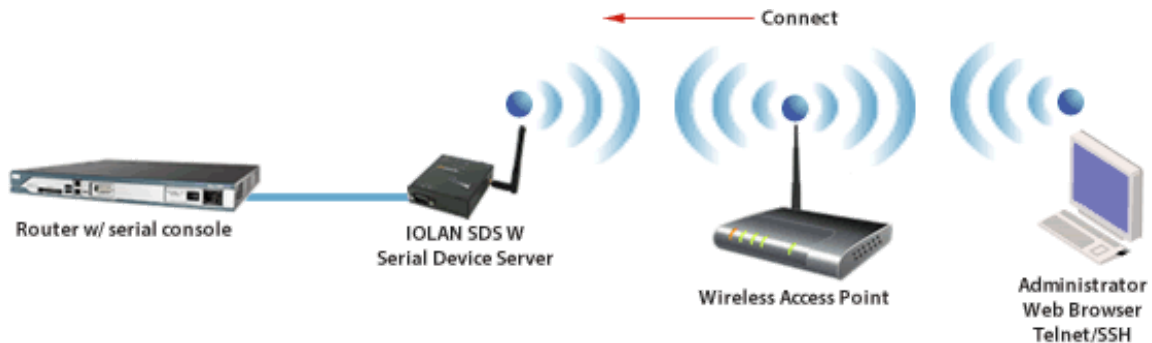 Connect
Router w/ serial console
IOLAN SDS W
Serial Device Server
Wireless Access Point
Administrator
Web Browser
Telnet/SSH